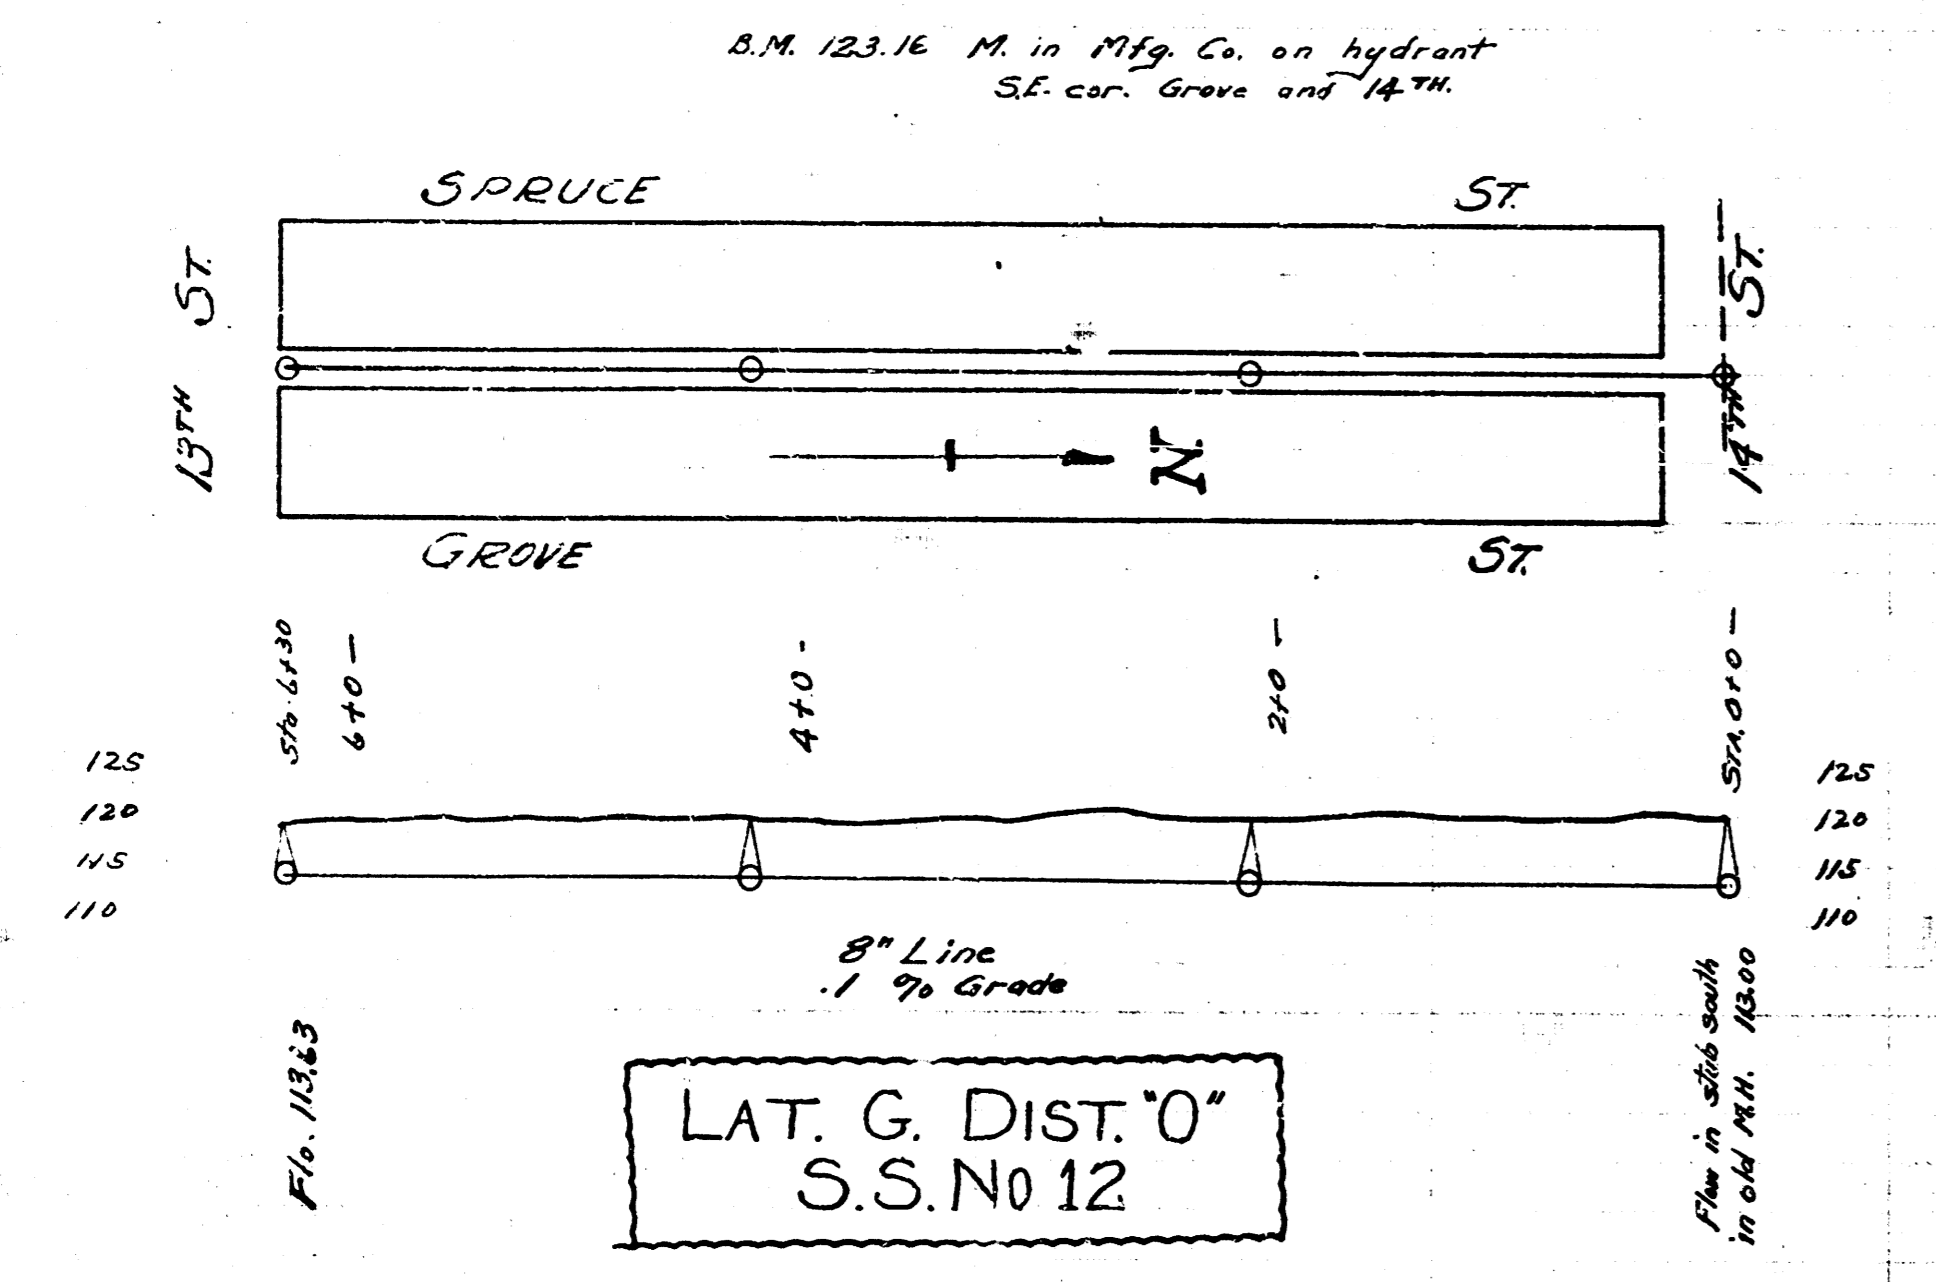 B.M. 123.16 M. in Mfg. Co. on hydrant
S.E. cor. Grove and 14TH.
SPRUCE ST.
13TH ST.
14TH ST.
N
GROVE ST.
Sta. 6+30
6+0 -
4+0 -
2+0 -
STA. 0+0 -
125
120
115
110
125
120
115
110
8" Line
.1 % Grade
Flo. 113.63
Flow in stub south
in old M.H. 113.00
LAT. G. DIST. "O"
S.S. No 12